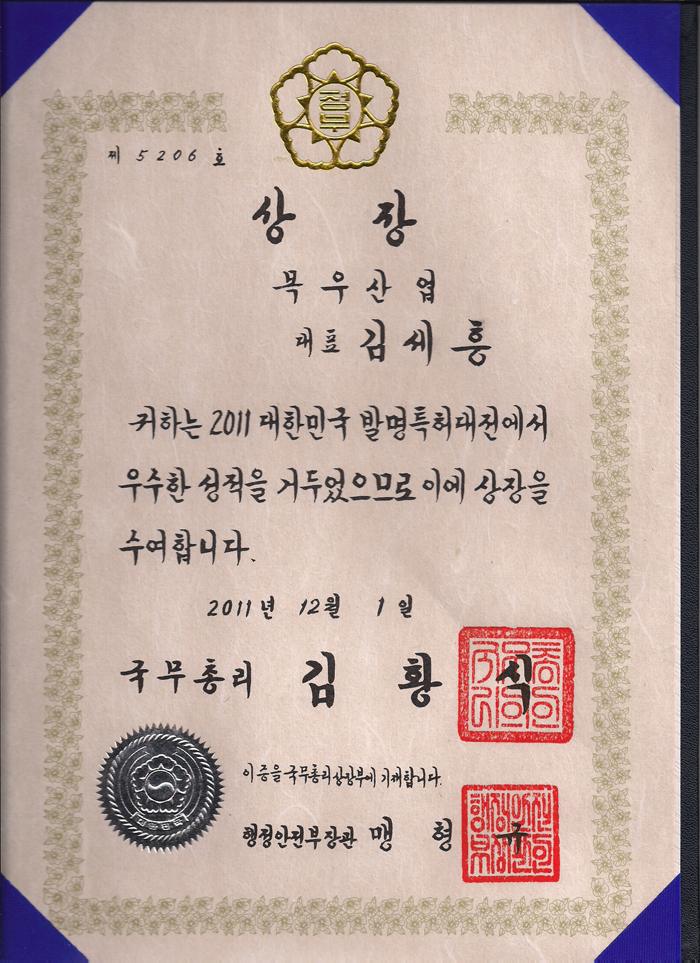 정부
제 5206 호
상 장
목우산업
대표 김세흥
귀하는 2011 대한민국 발명특허대전에서
우수한 성적을 거두었으므로 이에 상장을
수여합니다.
2011년 12월 1일
국무총리 김 황 식
이 증을 국무총리상장부에 기재합니다.
행정안전부장관 맹 형 규